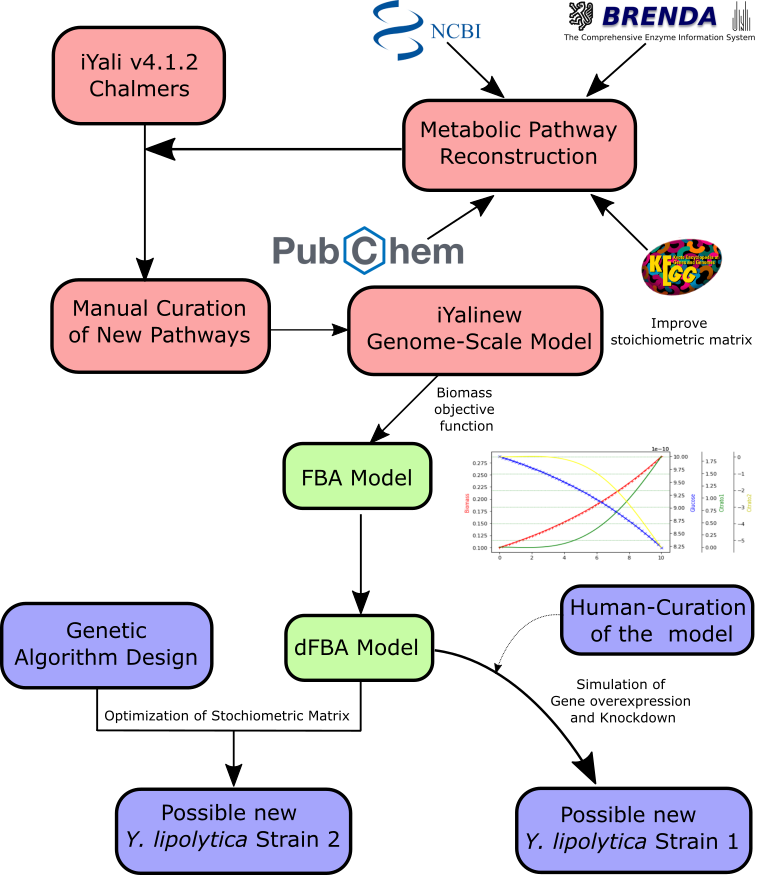 NCBI
BRENDA
The Comprehensive Enzyme Information System
iYali v4.1.2
Chalmers
Metabolic Pathway
Reconstruction
PubChem
KEGG
Kyoto Encyclopedia of
Genes and Genomes
Improve
stoichiometric matrix
Manual Curation
of New Pathways
iYalinew
Genome-Scale Model
Biomass
objective
function
FBA Model
1e−10
0.275
0.250
0.225
0.200
0.175
0.150
0.125
0.100
Biomass
0 2 4 6 8 10
10.00
9.75
9.50
9.25
9.00
8.75
8.50
8.25
Glucose
1.75
1.50
1.25
1.00
0.75
0.50
0.25
0.00
0
−1
−2
−3
−4
−5
Genetic
Algorithm Design
dFBA Model
Human-Curation
of the model
Optimization of Stochiometric Matrix
Simulation of
Gene overexpression
and Knockdown
Possible new
Y. lipolytica Strain 2
Possible new
Y. lipolytica Strain 1